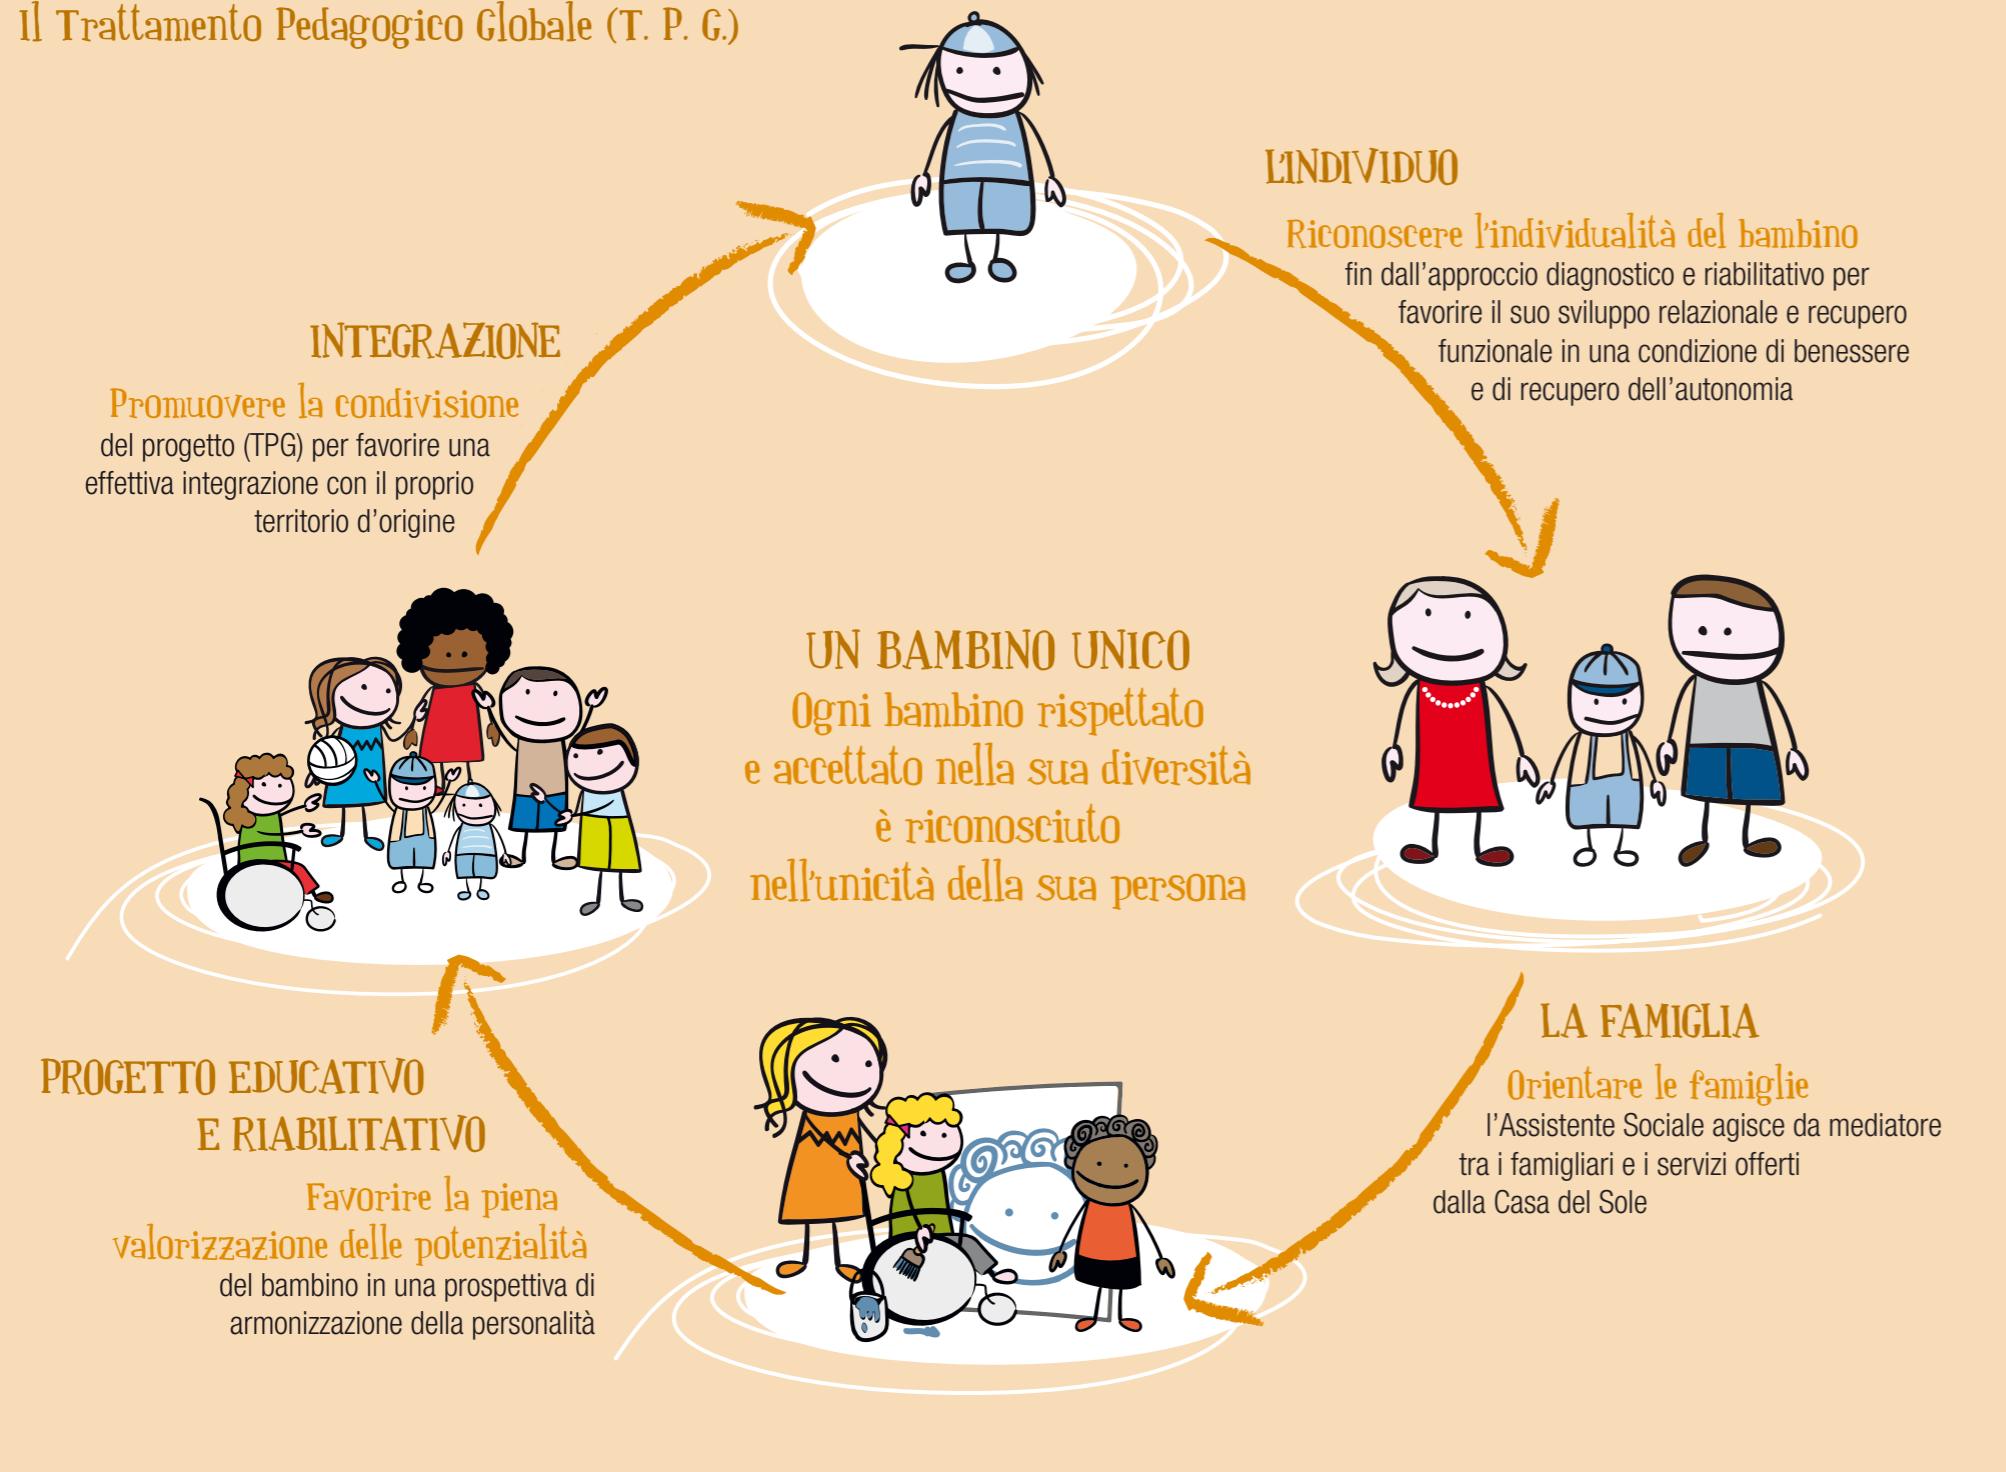 Il Trattamento Pedagogico Globale (T. P. G.)
L'INDIVIDUO
Riconoscere l'individualità del bambino
fin dall'approccio diagnostico e riabilitativo per
favorire il suo sviluppo relazionale e recupero
funzionale in una condizione di benessere
e di recupero dell'autonomia
INTEGRAZIONE
Promuovere la condivisione
del progetto (TPG) per favorire una
effettiva integrazione con il proprio
territorio d'origine
UN BAMBINO UNICO
Ogni bambino rispettato
e accettato nella sua diversità
è riconosciuto
nell'unicità della sua persona
LA FAMIGLIA
Orientare le famiglie
l'Assistente Sociale agisce da mediatore
tra i famigliari e i servizi offerti
dalla Casa del Sole
PROGETTO EDUCATIVO
E RIABILITATIVO
Favorire la piena
valorizzazione delle potenzialità
del bambino in una prospettiva di
armonizzazione della personalità